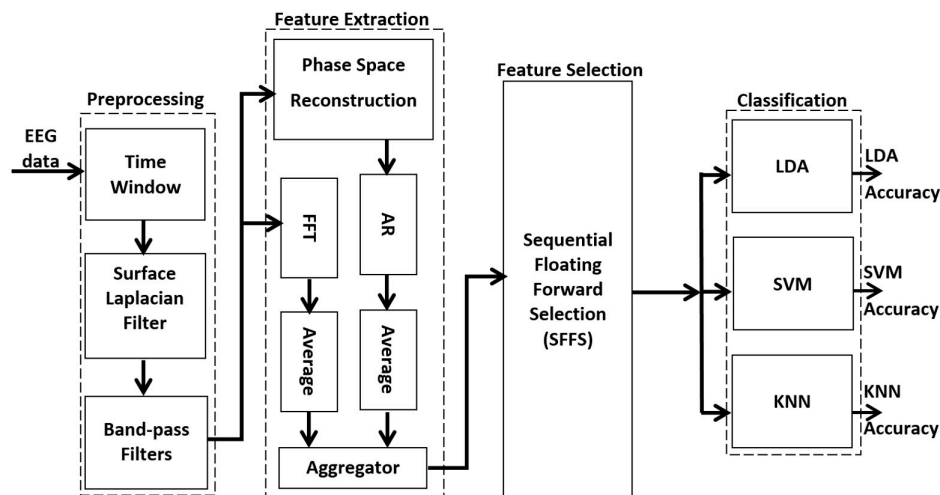 Feature Extraction
Phase Space
Reconstruction
Feature Selection
Preprocessing
Classification
EEG
data
Time
Window
LDA
LDA
Accuracy
FFT
AR
Surface
Laplacian
Filter
Sequential
Floating
Forward
Selection
(SFFS)
SVM
SVM
Accuracy
Average
Average
Band-pass
Filters
Aggregator
KNN
KNN
Accuracy